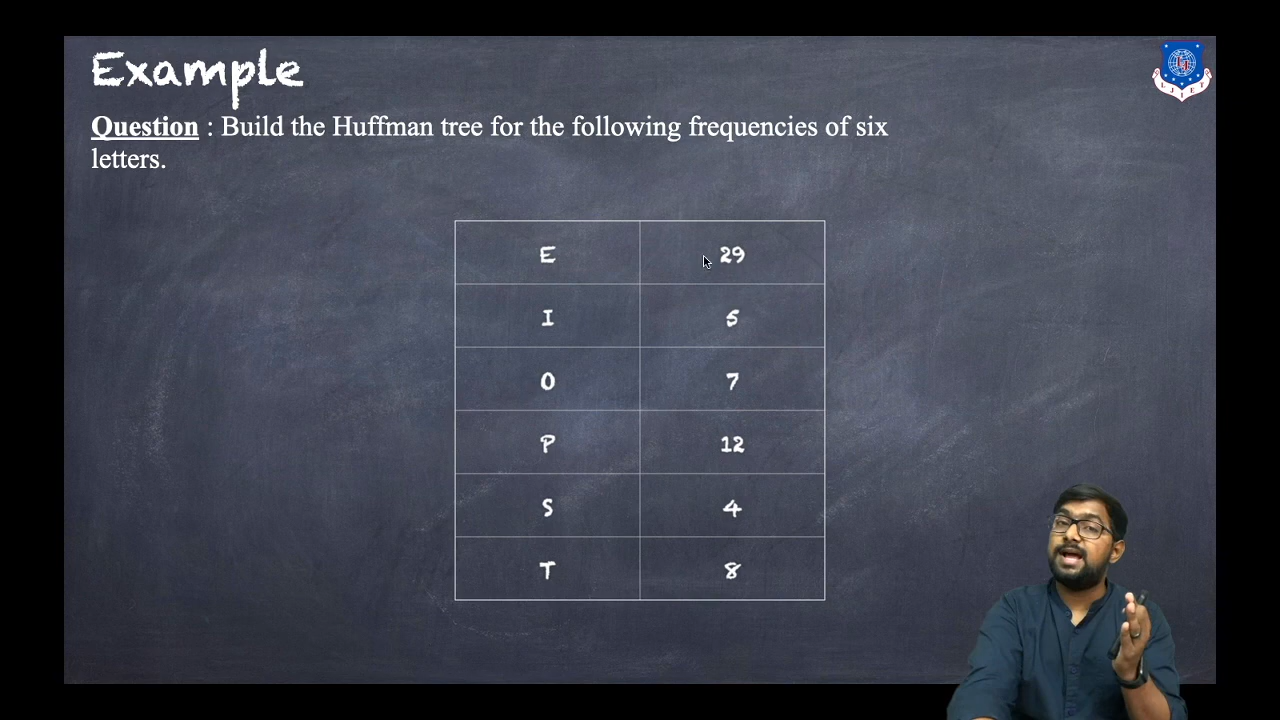 Example
Question : Build the Huffman tree for the following frequencies of six
letters.
E 29
I 5
O 7
P 12
S 4
T 8